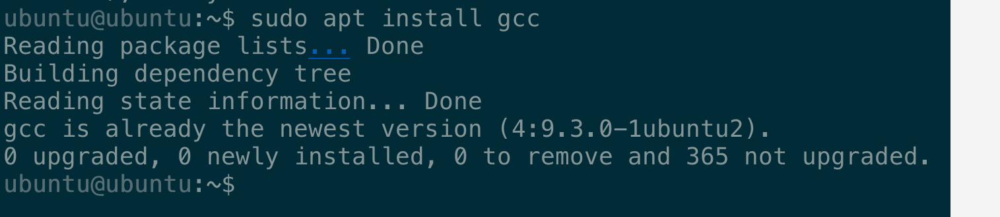 ubuntu@ubuntu:~$ sudo apt install gcc
Reading package lists... Done
Building dependency tree
Reading state information... Done
gcc is already the newest version (4:9.3.0-1ubuntu2).
0 upgraded, 0 newly installed, 0 to remove and 365 not upgraded.
ubuntu@ubuntu:~$